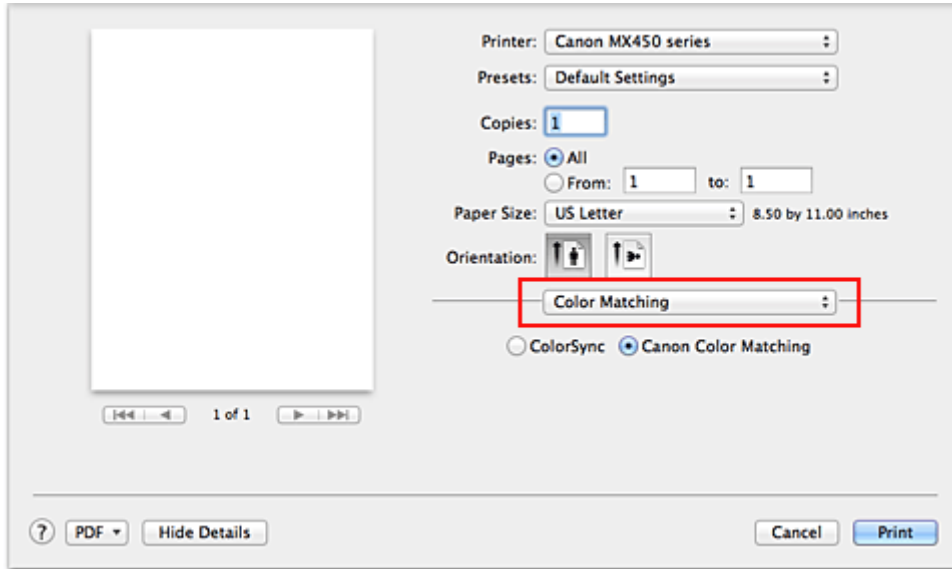 Printer: Canon MX450 series
Presets: Default Settings
Copies: 1
Pages: All
From: 1 to: 1
Paper Size: US Letter 8.50 by 11.00 inches
Orientation:
Color Matching
ColorSync Canon Color Matching
1 of 1
? PDF Hide Details Cancel Print